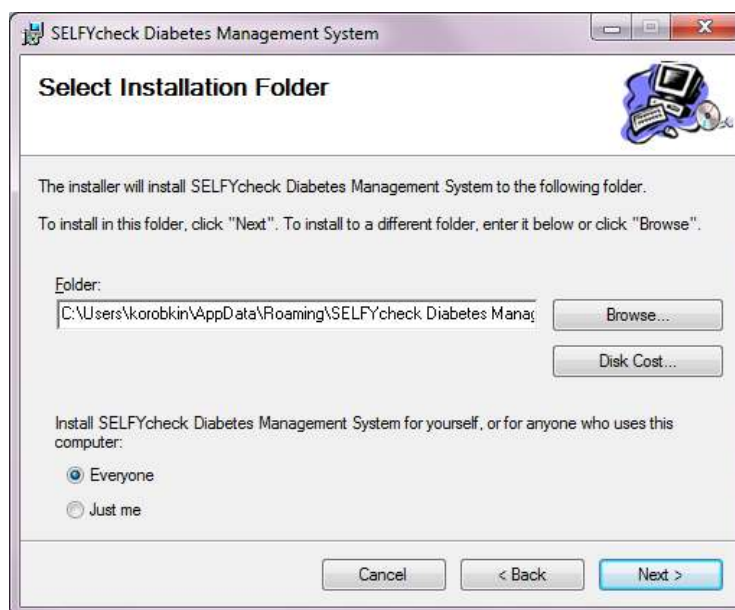 SELFYcheck Diabetes Management System
Select Installation Folder
The installer will install SELFYcheck Diabetes Management System to the following folder.
To install in this folder, click "Next". To install to a different folder, enter it below or click "Browse".
Folder:
C:\Users\korobkin\AppData\Roaming\SELFYcheck Diabetes Manag
Browse...
Disk Cost...
Install SELFYcheck Diabetes Management System for yourself, or for anyone who uses this
computer:
Everyone
Just me
Cancel
< Back
Next >